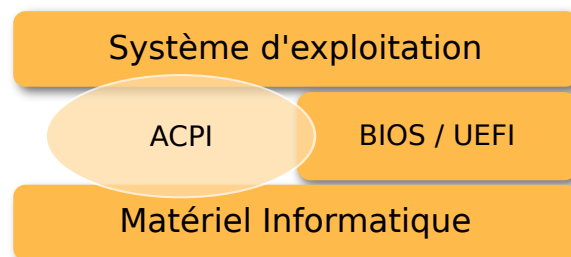 Système d'exploitation
ACPI
BIOS / UEFI
Matériel Informatique